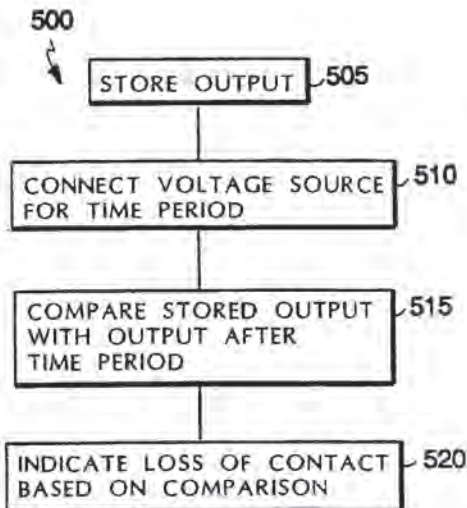 500
STORE OUTPUT
505
CONNECT VOLTAGE SOURCE
FOR TIME PERIOD
510
COMPARE STORED OUTPUT
WITH OUTPUT AFTER
TIME PERIOD
515
INDICATE LOSS OF CONTACT
BASED ON COMPARISON
520